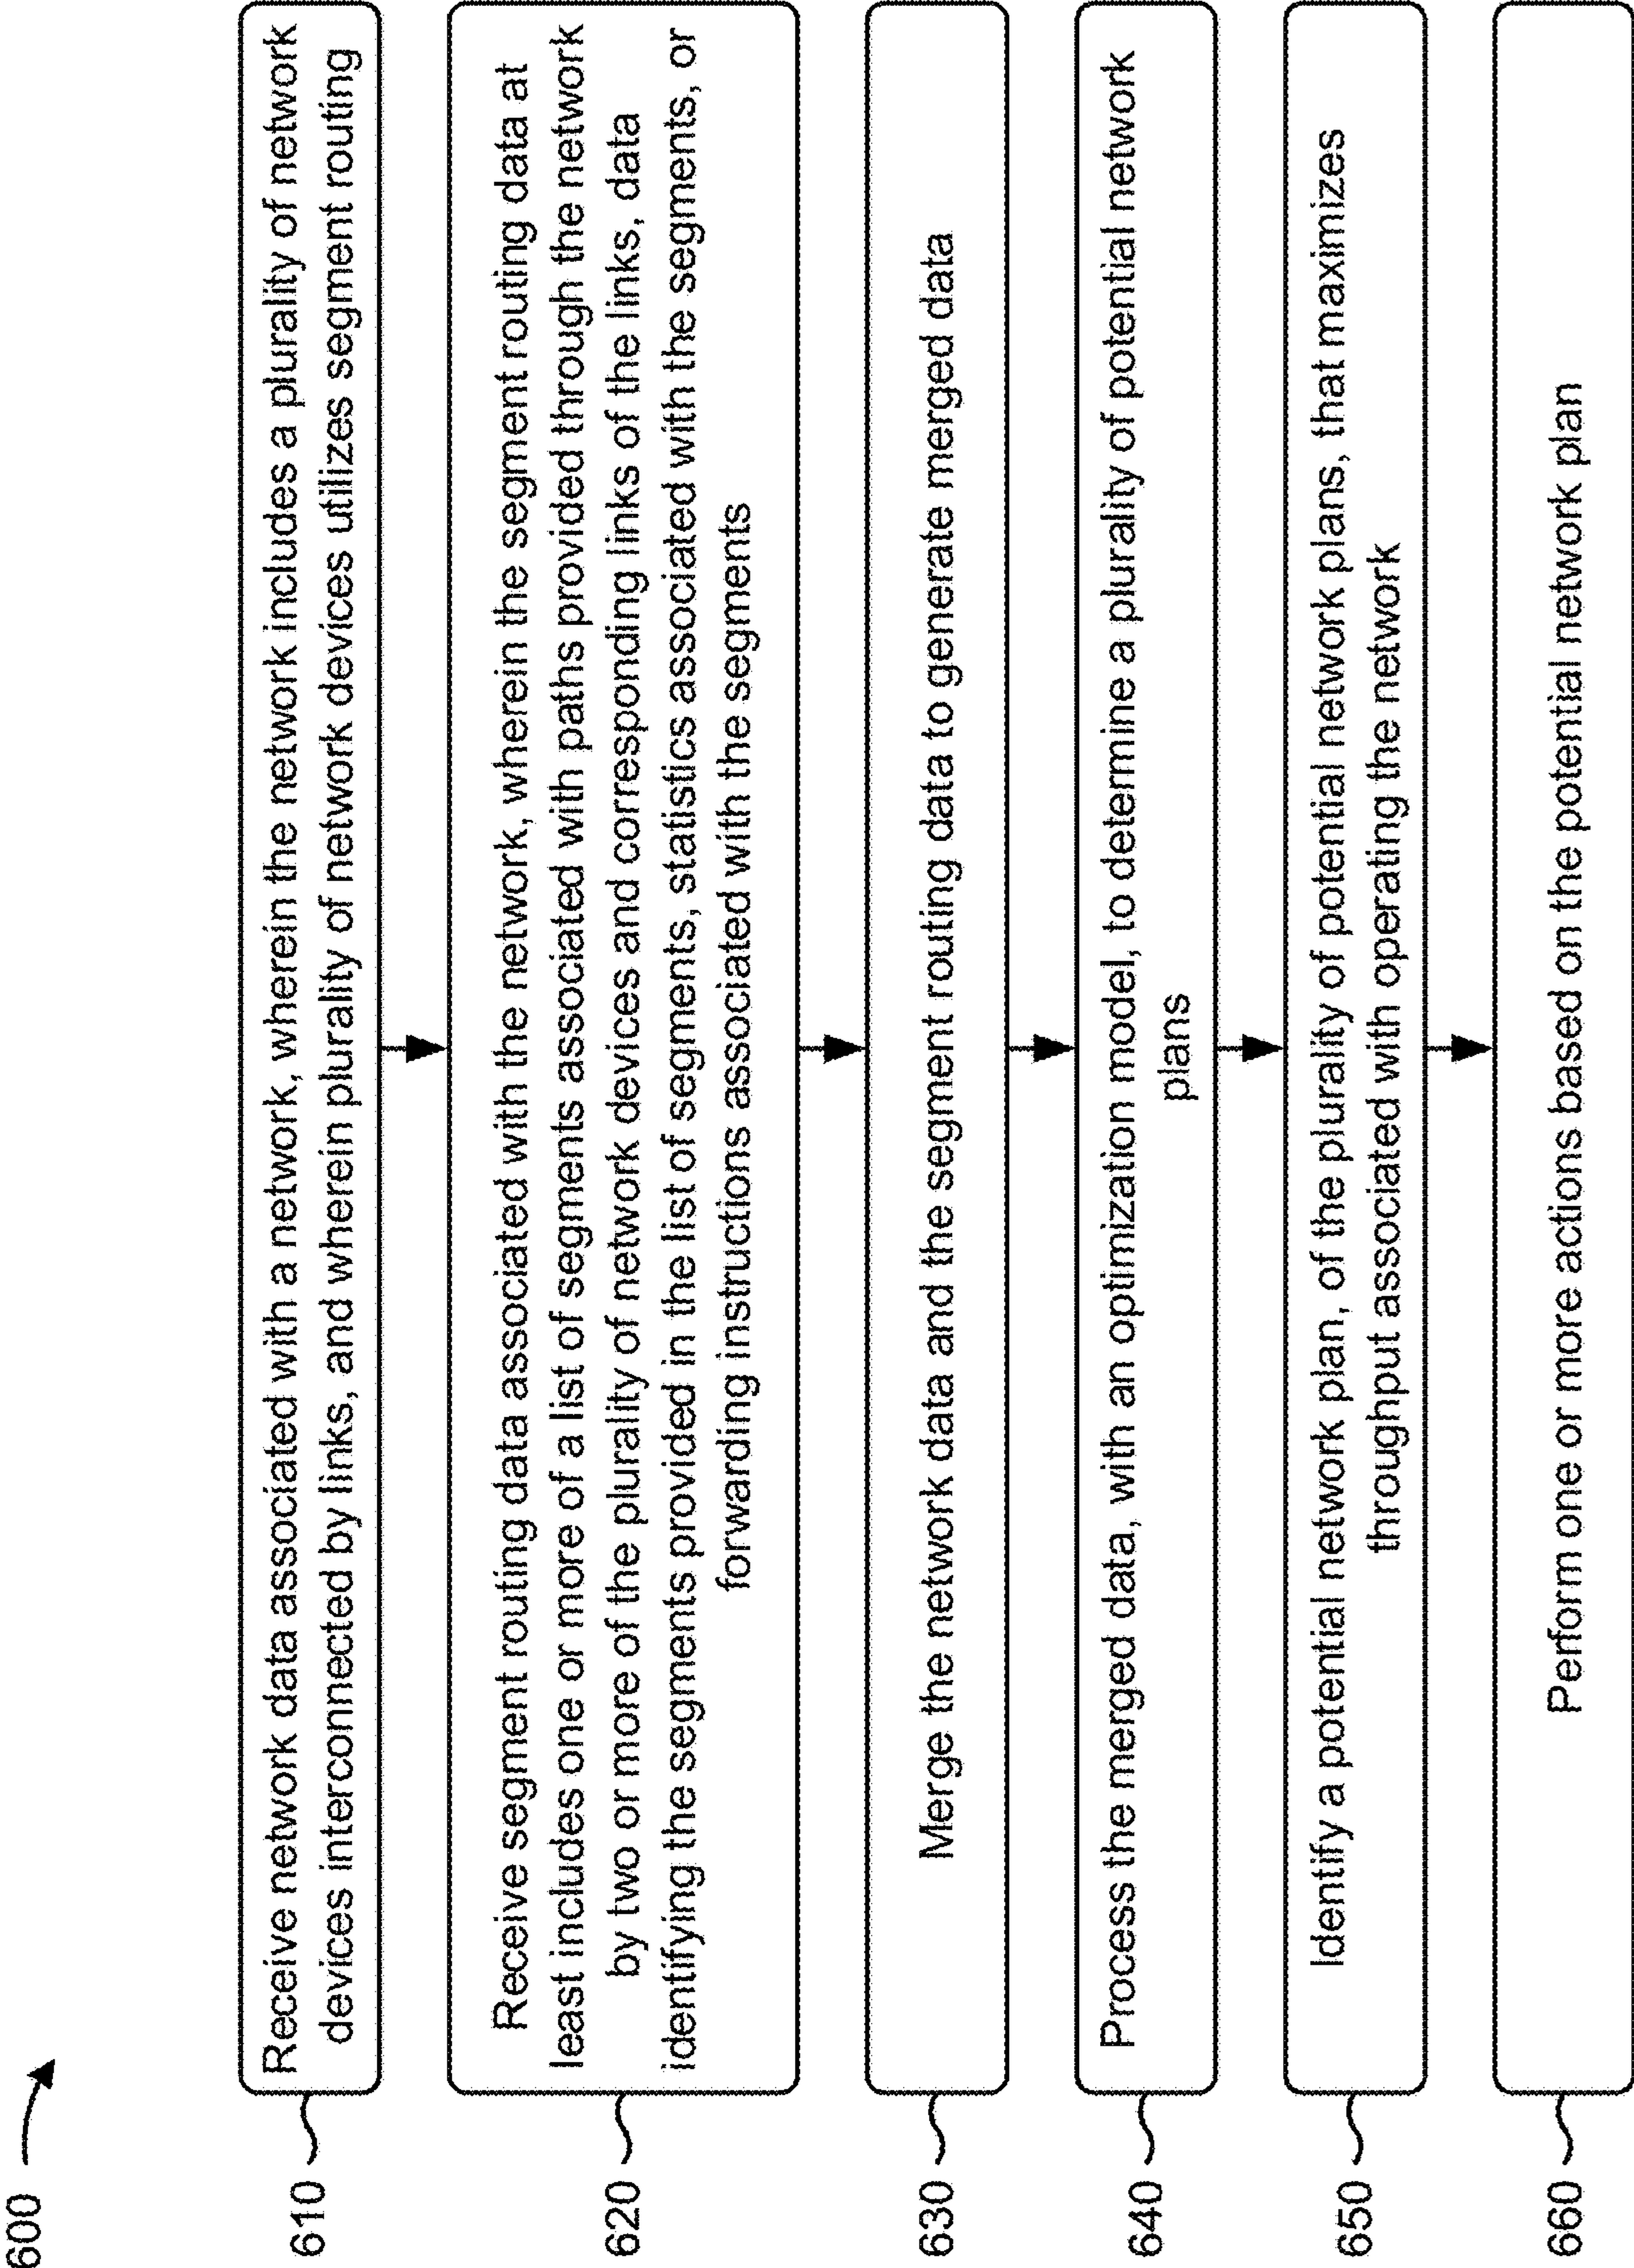 600
610
Receive network data associated with a network, wherein the network includes a plurality of network
devices interconnected by links, and wherein plurality of network devices utilizes segment routing
620
Receive segment routing data associated with the network, wherein the segment routing data at
least includes one or more of a list of segments associated with paths provided through the network
by two or more of the plurality of network devices and corresponding links of the links, data
identifying the segments provided in the list of segments, statistics associated with the segments, or
forwarding instructions associated with the segments
630
Merge the network data and the segment routing data to generate merged data
640
Process the merged data, with an optimization model, to determine a plurality of potential network
plans
650
Identify a potential network plan, of the plurality of potential network plans, that maximizes
throughput associated with operating the network
660
Perform one or more actions based on the potential network plan